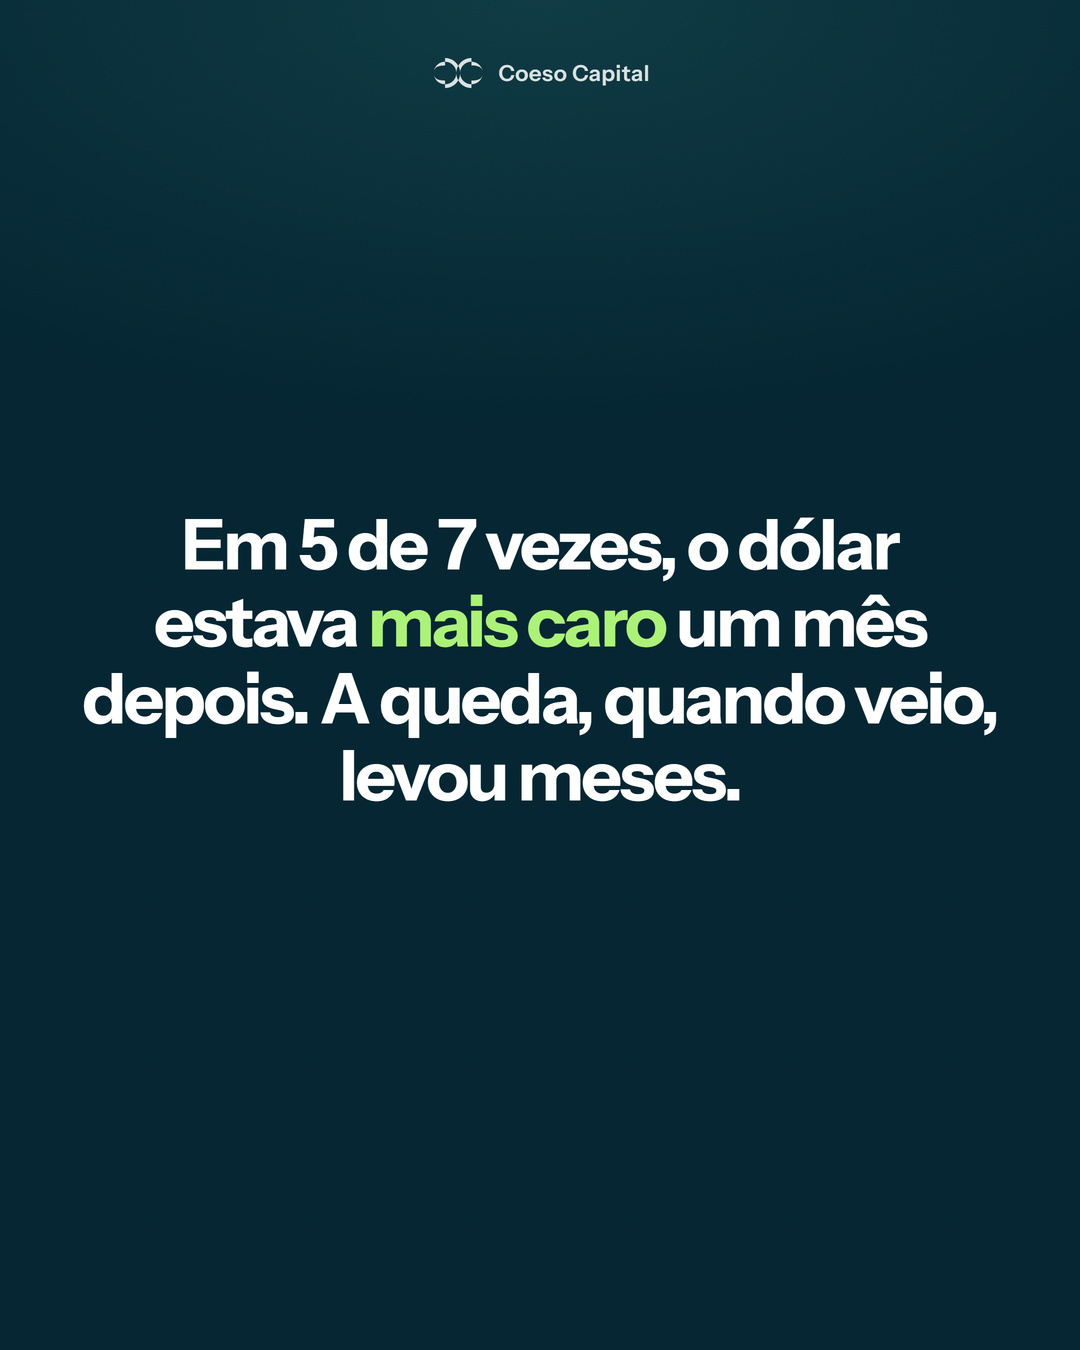 Coeso Capital
Em 5 de 7 vezes, o dólar
estava mais caro um mês
depois. A queda, quando veio,
levou meses.